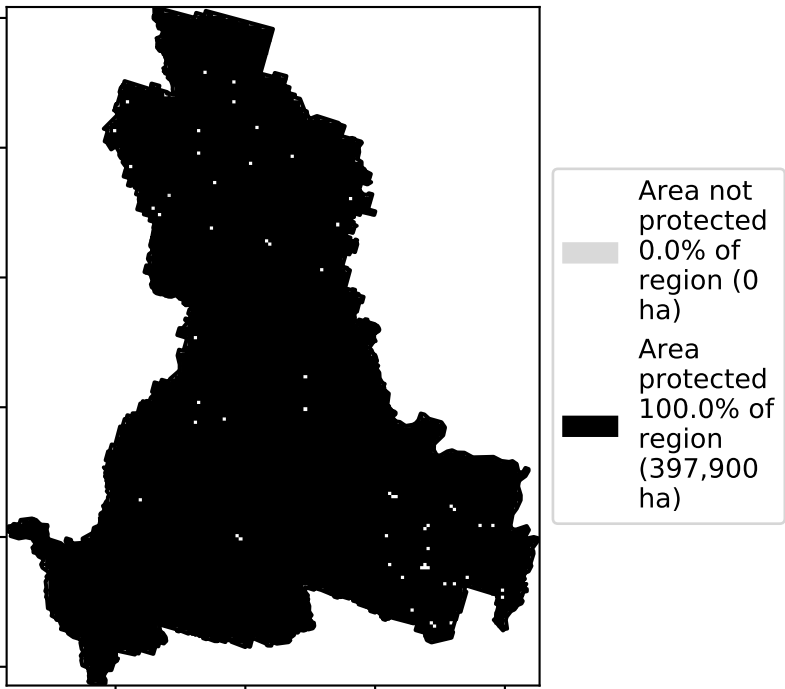 Area not
protected
0.0% of
region (0
ha)
Area
protected
100.0% of
region
(397,900
ha)